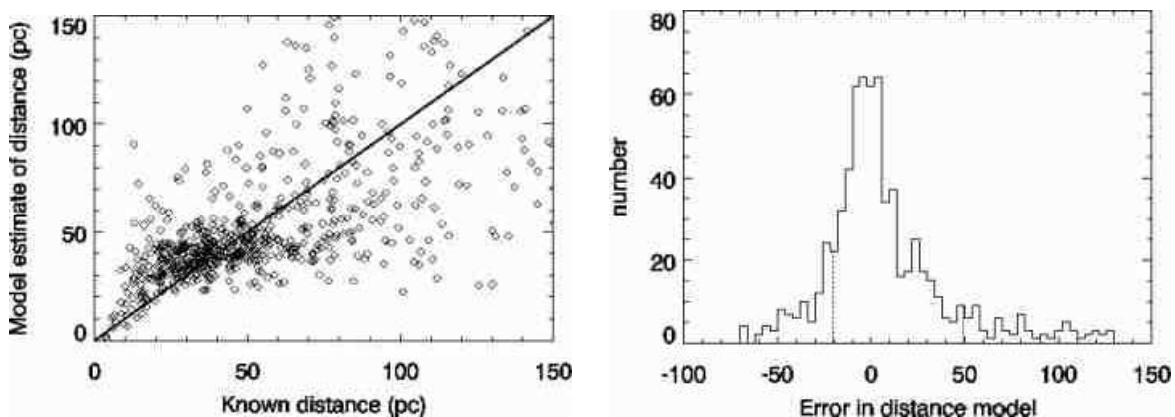 Model estimate of distance (pc)
150
100
50
0
0 50 100 150
Known distance (pc)
number
80
60
40
20
0
-100 -50 0 50 100 150
Error in distance model